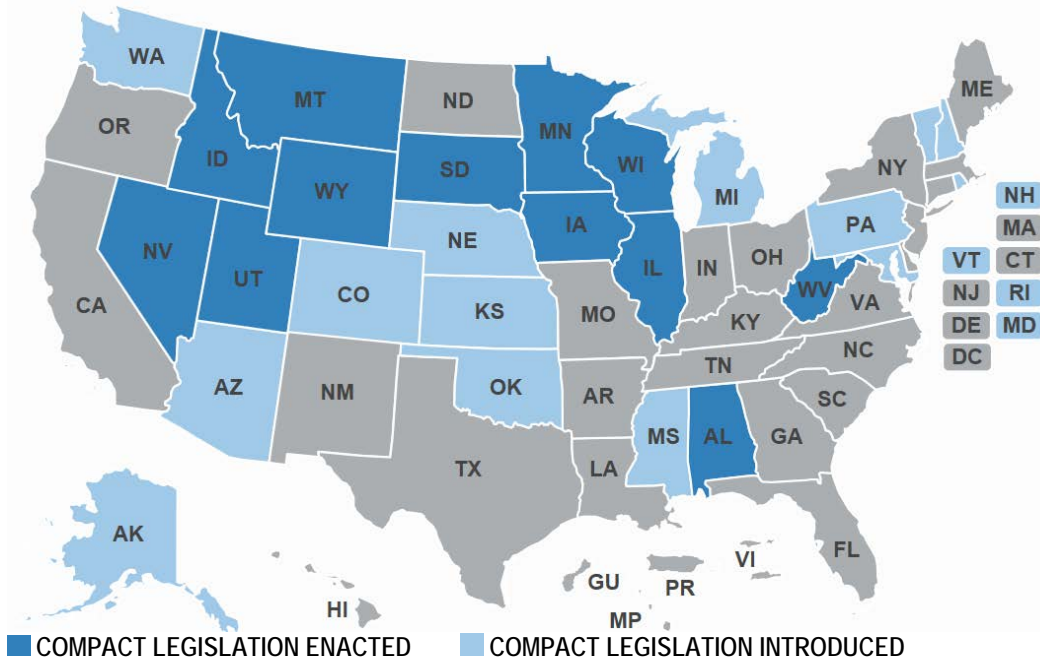 WA
MT
ND
ME
OR
MN
ID
SD
WI
NY
WY
MI
NH
IA
NE
PA
MA
NV
IL
IN
OH
VT
CT
UT
CO
WV
CA
KS
MO
VA
NJ
RI
KY
DE
MD
NC
TN
DC
AZ
NM
OK
AR
SC
MS
AL
GA
TX
LA
AK
FL
VI
GU
PR
HI
MP
COMPACT LEGISLATION ENACTED
COMPACT LEGISLATION INTRODUCED